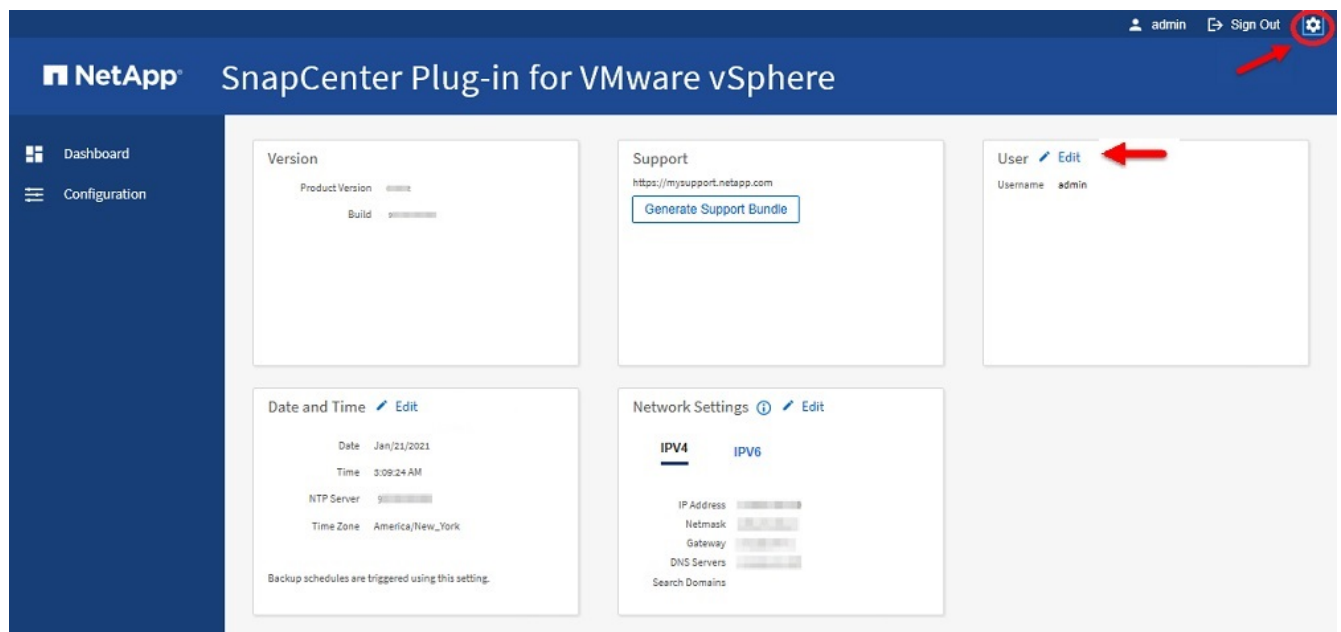 admin Sign Out
NetApp SnapCenter Plug-in for VMware vSphere
Dashboard
Configuration
Version
Product Version
Build
Support
https://mysupport.netapp.com
Generate Support Bundle
User Edit
Username admin
Date and Time Edit
Date Jan/21/2021
Time 3:09:24 AM
NTP Server
Time Zone America/New_York
Backup schedules are triggered using this setting.
Network Settings Edit
IPV4 IPV6
IP Address
Netmask
Gateway
DNS Servers
Search Domains